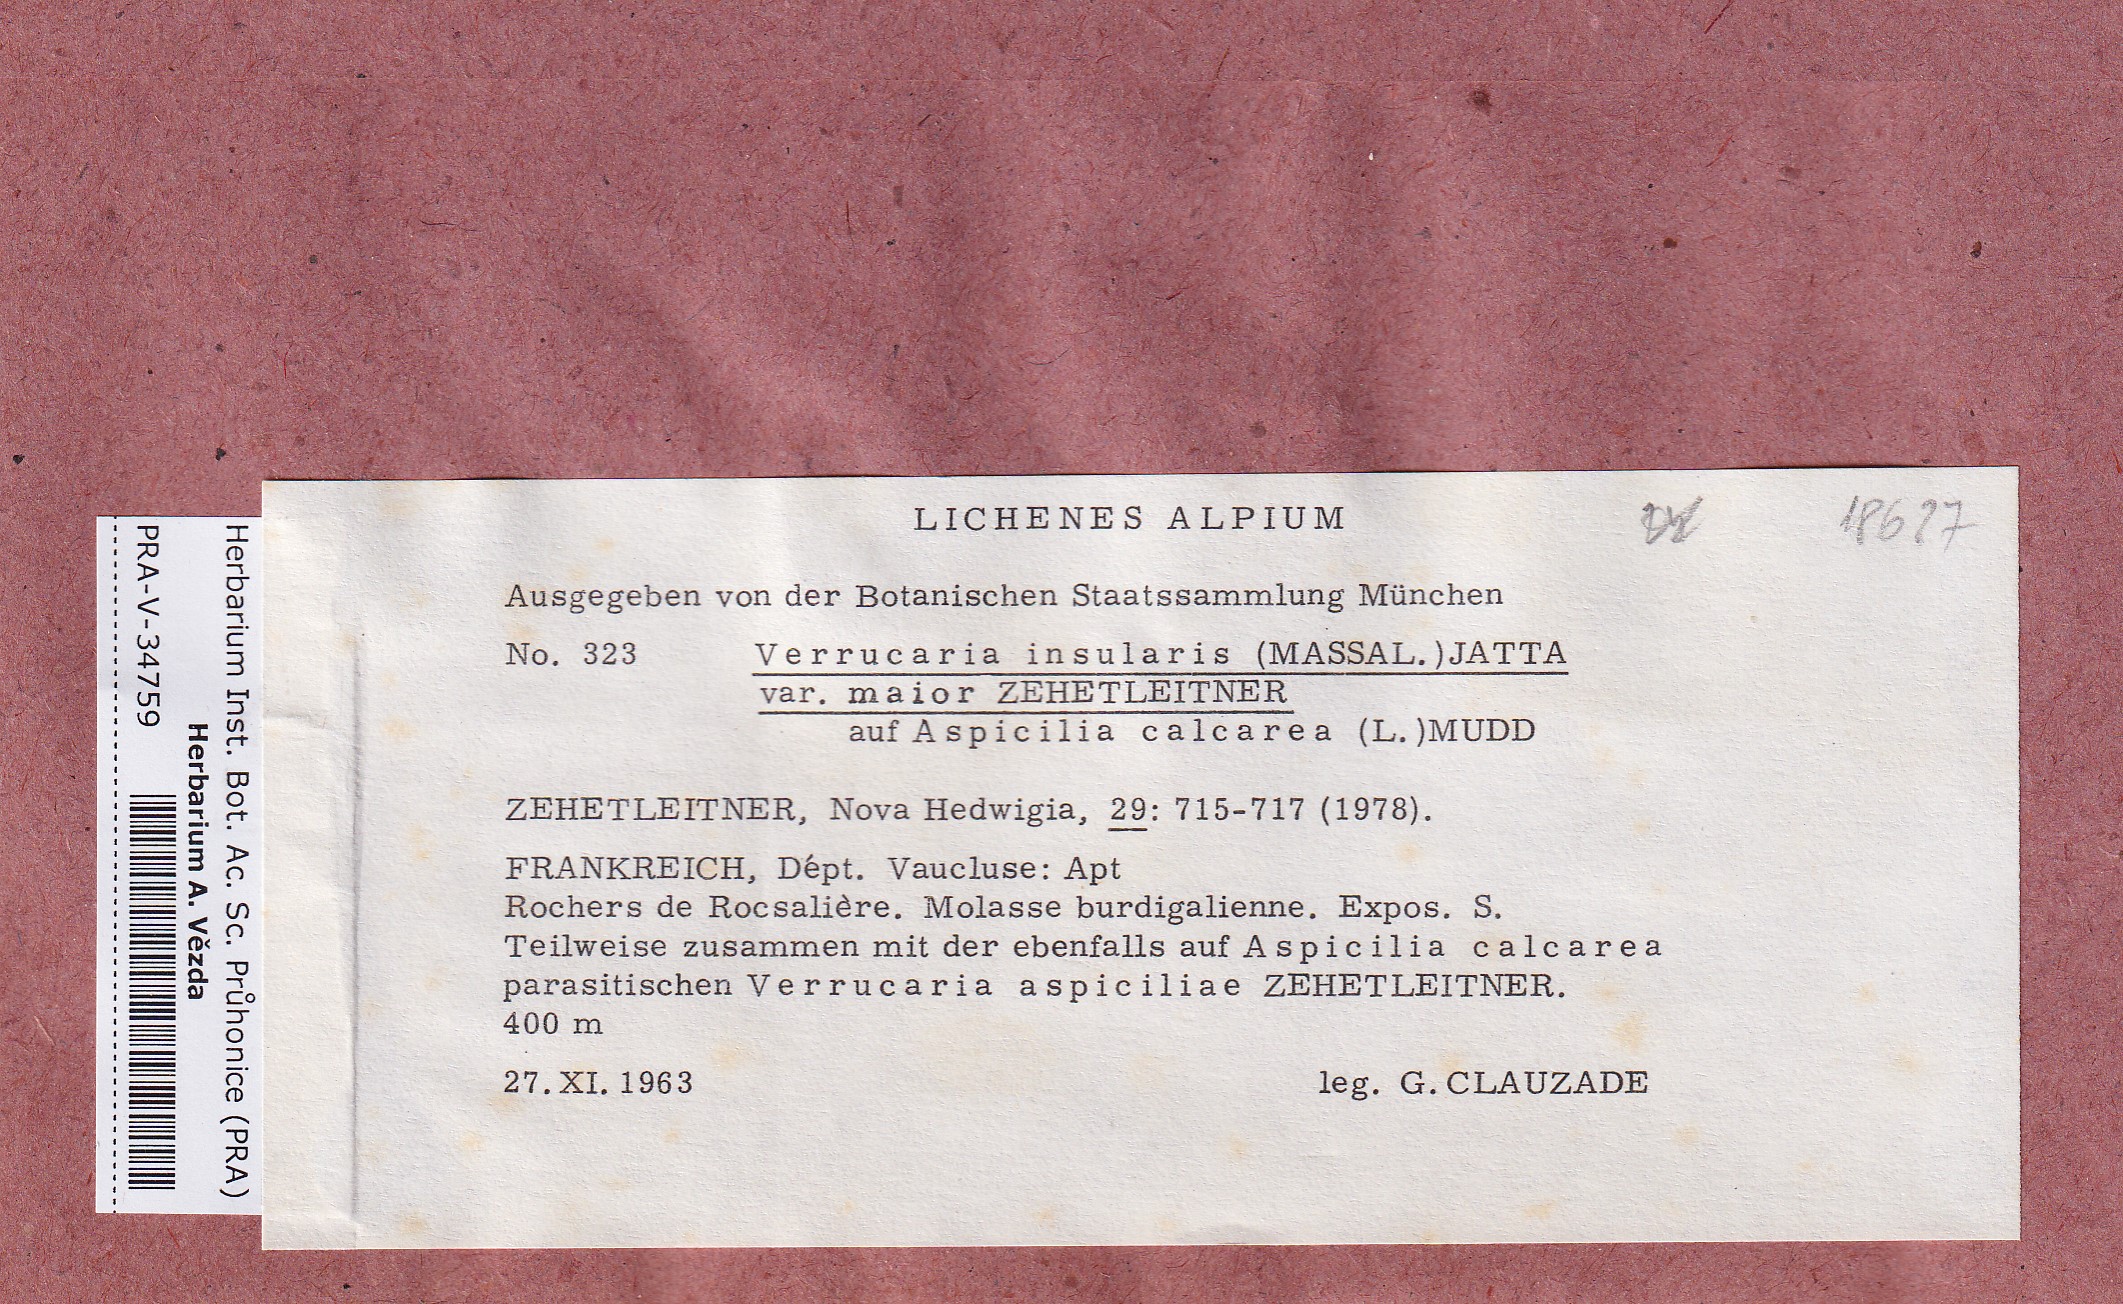 LICHENES ALPIUM
Ausgegeben von der Botanischen Staatssammlung München
No. 323 Verrucaria insularis (MASSAL.)JATTA
var. maior ZEHETLEITNER
auf Aspicilia calcarea (L.)MUDD
ZEHETLEITNER, Nova Hedwigia, 29: 715-717 (1978).
FRANKREICH, Dépt. Vaucluse: Apt
Rochers de Rocsalière. Molasse burdigalienne. Expos. S.
Teilweise zusammen mit der ebenfalls auf Aspicilia calcarea
parasitischen Verrucaria aspiciliae ZEHETLEITNER.
400 m
27. XI. 1963 leg. G. CLAUZADE
Herbarium Inst. Bot. Ac. Sc. Průhonice (PRA)
Herbarium A. Vězda
PRA-V-34759